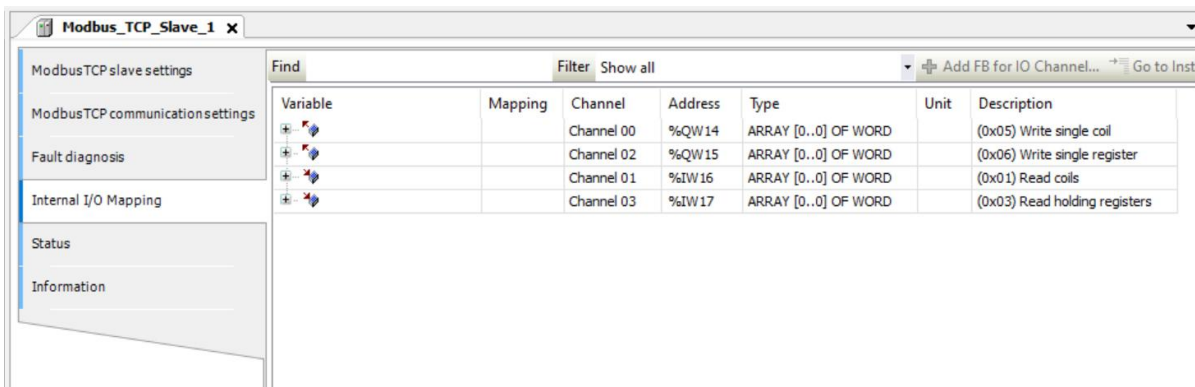 Modbus_TCP_Slave_1 x
ModbusTCP slave settings
ModbusTCP communication settings
Fault diagnosis
Internal I/O Mapping
Status
Information
Find Filter Show all Add FB for IO Channel... Go to Inst
Variable Mapping Channel Address Type Unit Description
Channel 00 %QW14 ARRAY [0..0] OF WORD (0x05) Write single coil
Channel 02 %QW15 ARRAY [0..0] OF WORD (0x06) Write single register
Channel 01 %IW16 ARRAY [0..0] OF WORD (0x01) Read coils
Channel 03 %IW17 ARRAY [0..0] OF WORD (0x03) Read holding registers